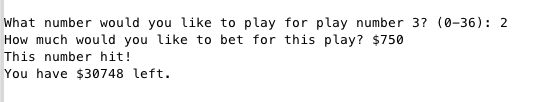 What number would you like to play for play number 3? (0-36): 2
How much would you like to bet for this play? $750
This number hit!
You have $30748 left.